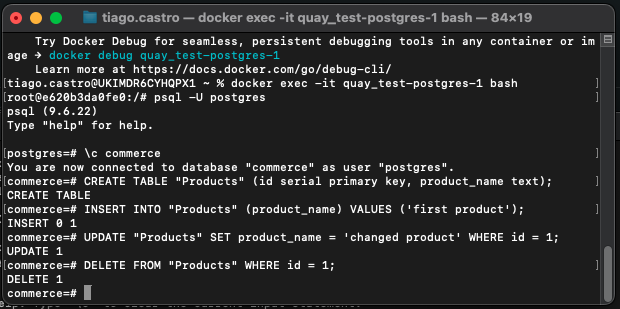 tiago.castro — docker exec -it quay_test-postgres-1 bash — 84×19
Try Docker Debug for seamless, persistent debugging tools in any container or im
age → docker debug quay_test-postgres-1
Learn more at https://docs.docker.com/go/debug-cli/
[tiago.castro@UKIMDR6CYHQPX1 ~ % docker exec -it quay_test-postgres-1 bash ]
[root@e620b3da0fe0:/# psql -U postgres ]
psql (9.6.22)
Type "help" for help.
[postgres=# \c commerce ]
You are now connected to database "commerce" as user "postgres".
[commerce=# CREATE TABLE "Products" (id serial primary key, product_name text); ]
CREATE TABLE
[commerce=# INSERT INTO "Products" (product_name) VALUES ('first product'); ]
INSERT 0 1
[commerce=# UPDATE "Products" SET product_name = 'changed product' WHERE id = 1; ]
UPDATE 1
[commerce=# DELETE FROM "Products" WHERE id = 1; ]
DELETE 1
commerce=#